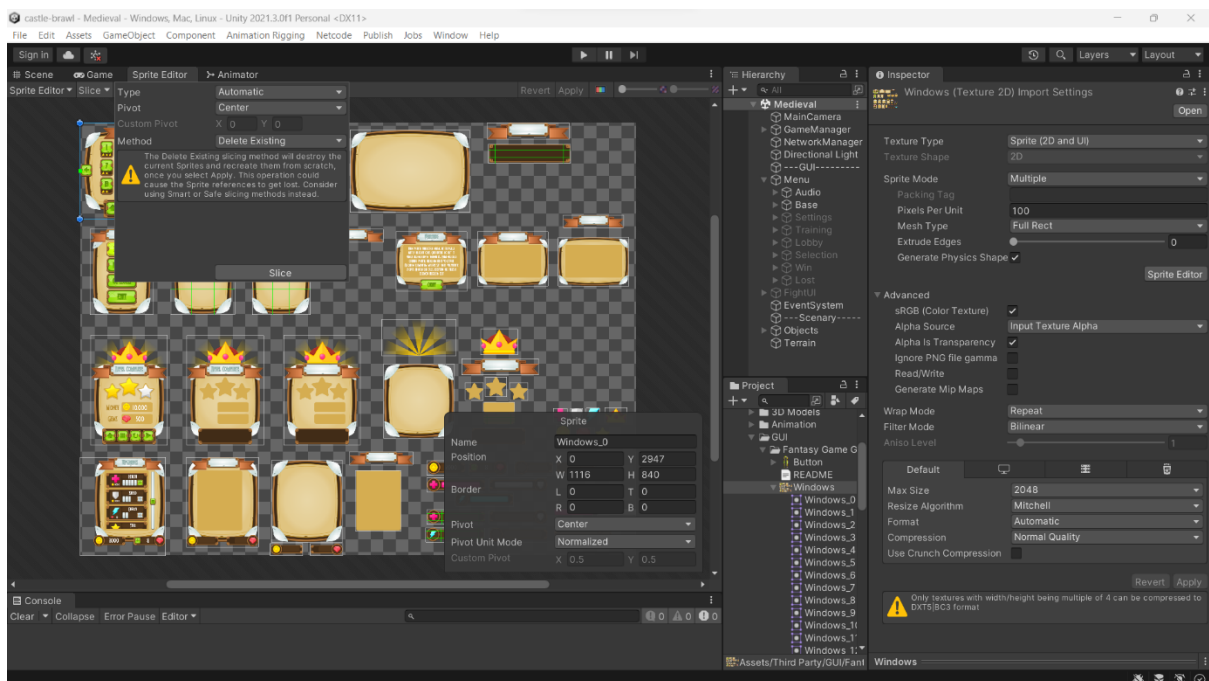 castle-brawl - Medieval - Windows, Mac, Linux - Unity 2021.3.0f1 Personal <DX11>
File Edit Assets GameObject Component Animation Rigging Netcode Publish Jobs Window Help
Sign in
Layers
Layout
Scene
Game
Sprite Editor
Animator
Sprite Editor
Slice
Revert Apply
Type Automatic
Pivot Center
Custom Pivot X 0 Y 0
Method Delete Existing
The Delete Existing slicing method will destroy the
current Sprites and recreate them from scratch,
once you select Apply. This operation could
cause the Sprite references to get lost. Consider
using Smart or Safe slicing methods instead.
Slice
Sprite
Name Windows_0
Position X 0 Y 2947
W 1116 H 840
Border L 0 T 0
R 0 B 0
Pivot Center
Pivot Unit Mode Normalized
Custom Pivot X 0.5 Y 0.5
Console
Clear Collapse Error Pause Editor
0 0 0
Hierarchy
All
Medieval
MainCamera
GameManager
NetworkManager
Directional Light
---GUI---------
Menu
Audio
Base
Settings
Training
Lobby
Selection
Win
Lost
FightUI
EventSystem
---Scenary-----
Objects
Terrain
Project
3D Models
Animation
GUI
Fantasy Game G
Button
README
Windows
Windows_0
Windows_1
Windows_2
Windows_3
Windows_4
Windows_5
Windows_6
Windows_7
Windows_8
Windows_9
Assets/Third Party/GUI/Fant
Inspector
Windows (Texture 2D) Import Settings
Open
Texture Type Sprite (2D and UI)
Texture Shape 2D
Sprite Mode Multiple
Packing Tag
Pixels Per Unit 100
Mesh Type Full Rect
Extrude Edges 0
Generate Physics Shape
Sprite Editor
Advanced
sRGB (Color Texture)
Alpha Source Input Texture Alpha
Alpha Is Transparency
Ignore PNG file gamma
Read/Write
Generate Mip Maps
Wrap Mode Repeat
Filter Mode Bilinear
Aniso Level 1
Default
Max Size 2048
Resize Algorithm Mitchell
Format Automatic
Compression Normal Quality
Use Crunch Compression
Revert Apply
Only textures with width/height being multiple of 4 can be compressed to
DXT5|BC3 format
Windows